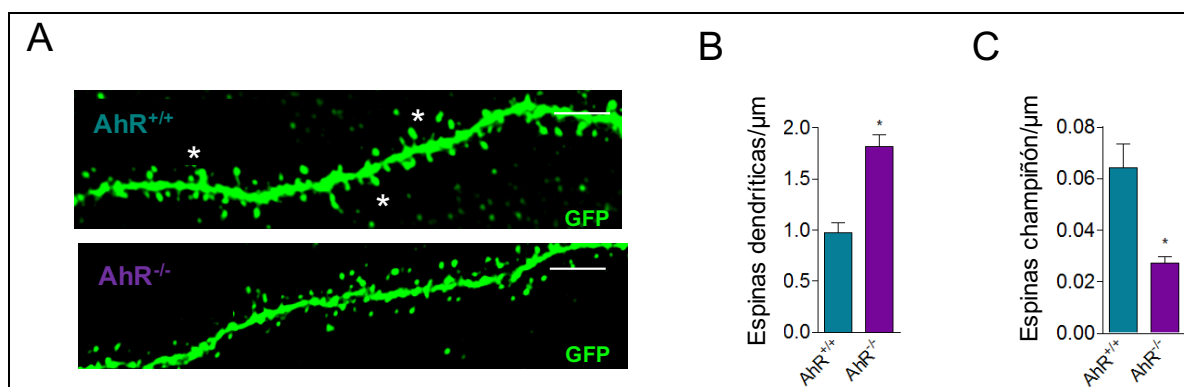 A
AhR+/+
*
*
*
GFP
AhR-/-
GFP
B
Espinas dendríticas/µm
2.0
1.5
1.0
0.5
0.0
*
AhR+/+
AhR-/-
C
Espinas champiñón/µm
0.08
0.06
0.04
0.02
0.00
*
AhR+/+
AhR-/-